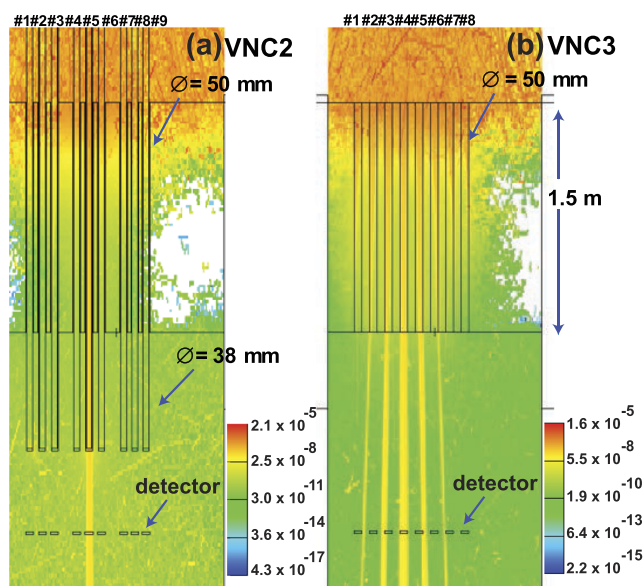 #1#2#3 #4#5 #6#7#8#9
(a) VNC2
Ø= 50 mm
Ø= 38 mm
detector
2.1 x 10 -5
2.5 x 10 -8
3.0 x 10 -11
3.6 x 10 -14
4.3 x 10 -17
#1#2#3#4#5#6#7#8
(b) VNC3
Ø= 50 mm
1.5 m
detector
1.6 x 10 -5
5.5 x 10 -8
1.9 x 10 -10
6.4 x 10 -13
2.2 x 10 -15